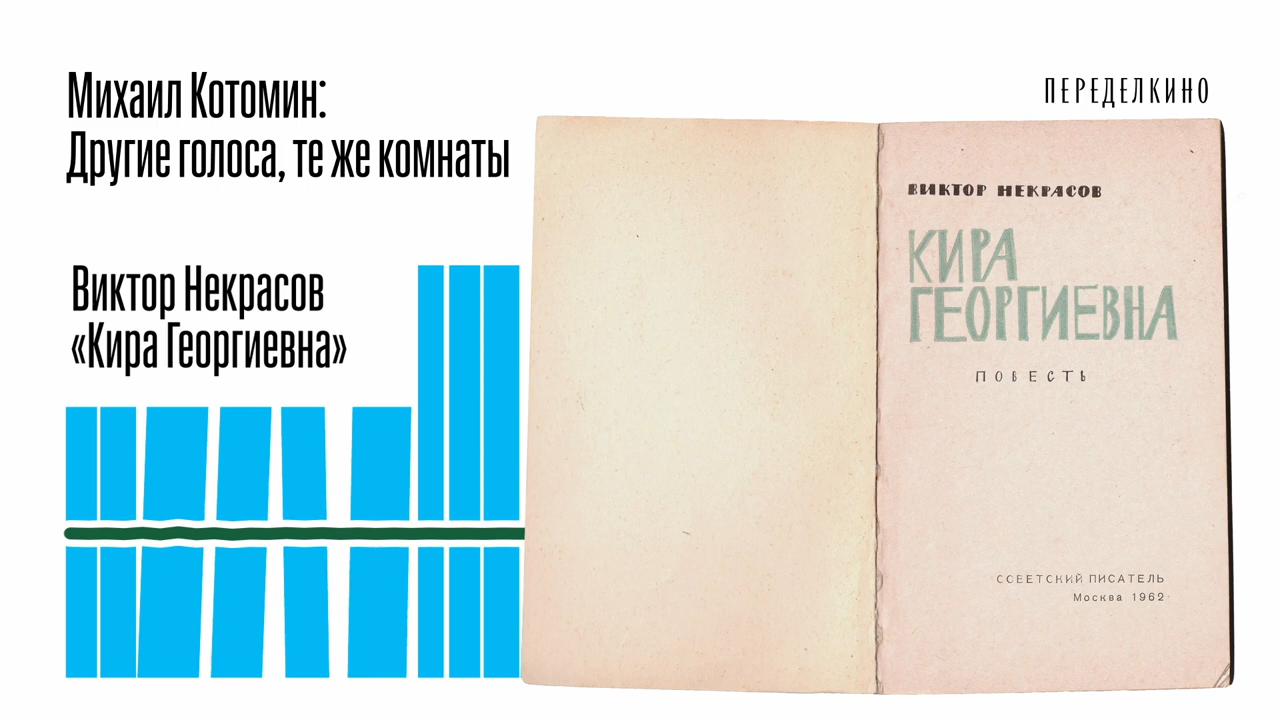 Михаил Котомин:
Другие голоса, те же комнаты
Виктор Некрасов
«Кира Георгиевна»
ПЕРЕДЕЛКИНО
ВИКТОР НЕКРАСОВ
КИРА
ГЕОРГИЕВНА
ПОВЕСТЬ
СОВЕТСКИЙ ПИСАТЕЛЬ
Москва 1962